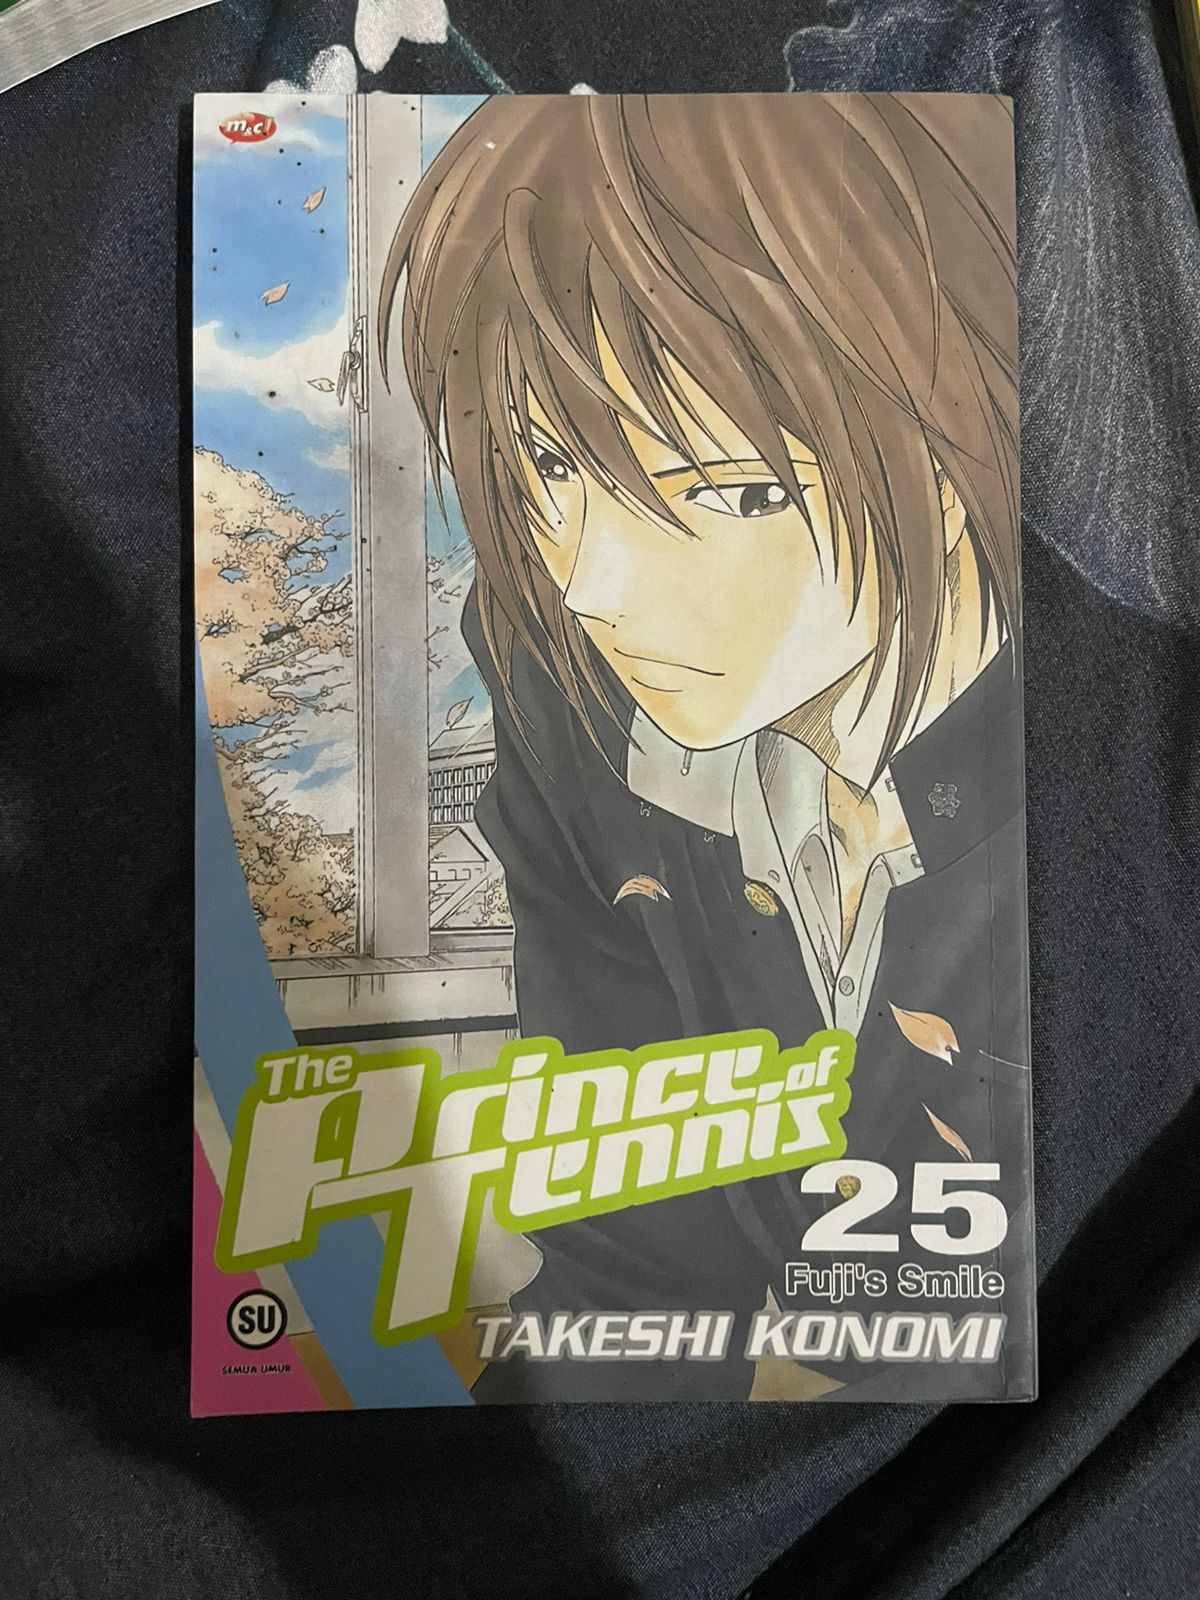 m&c!
The Prince of Tennis
25
Fuji's Smile
TAKESHI KONOMI
SU
SEMUA UMUR